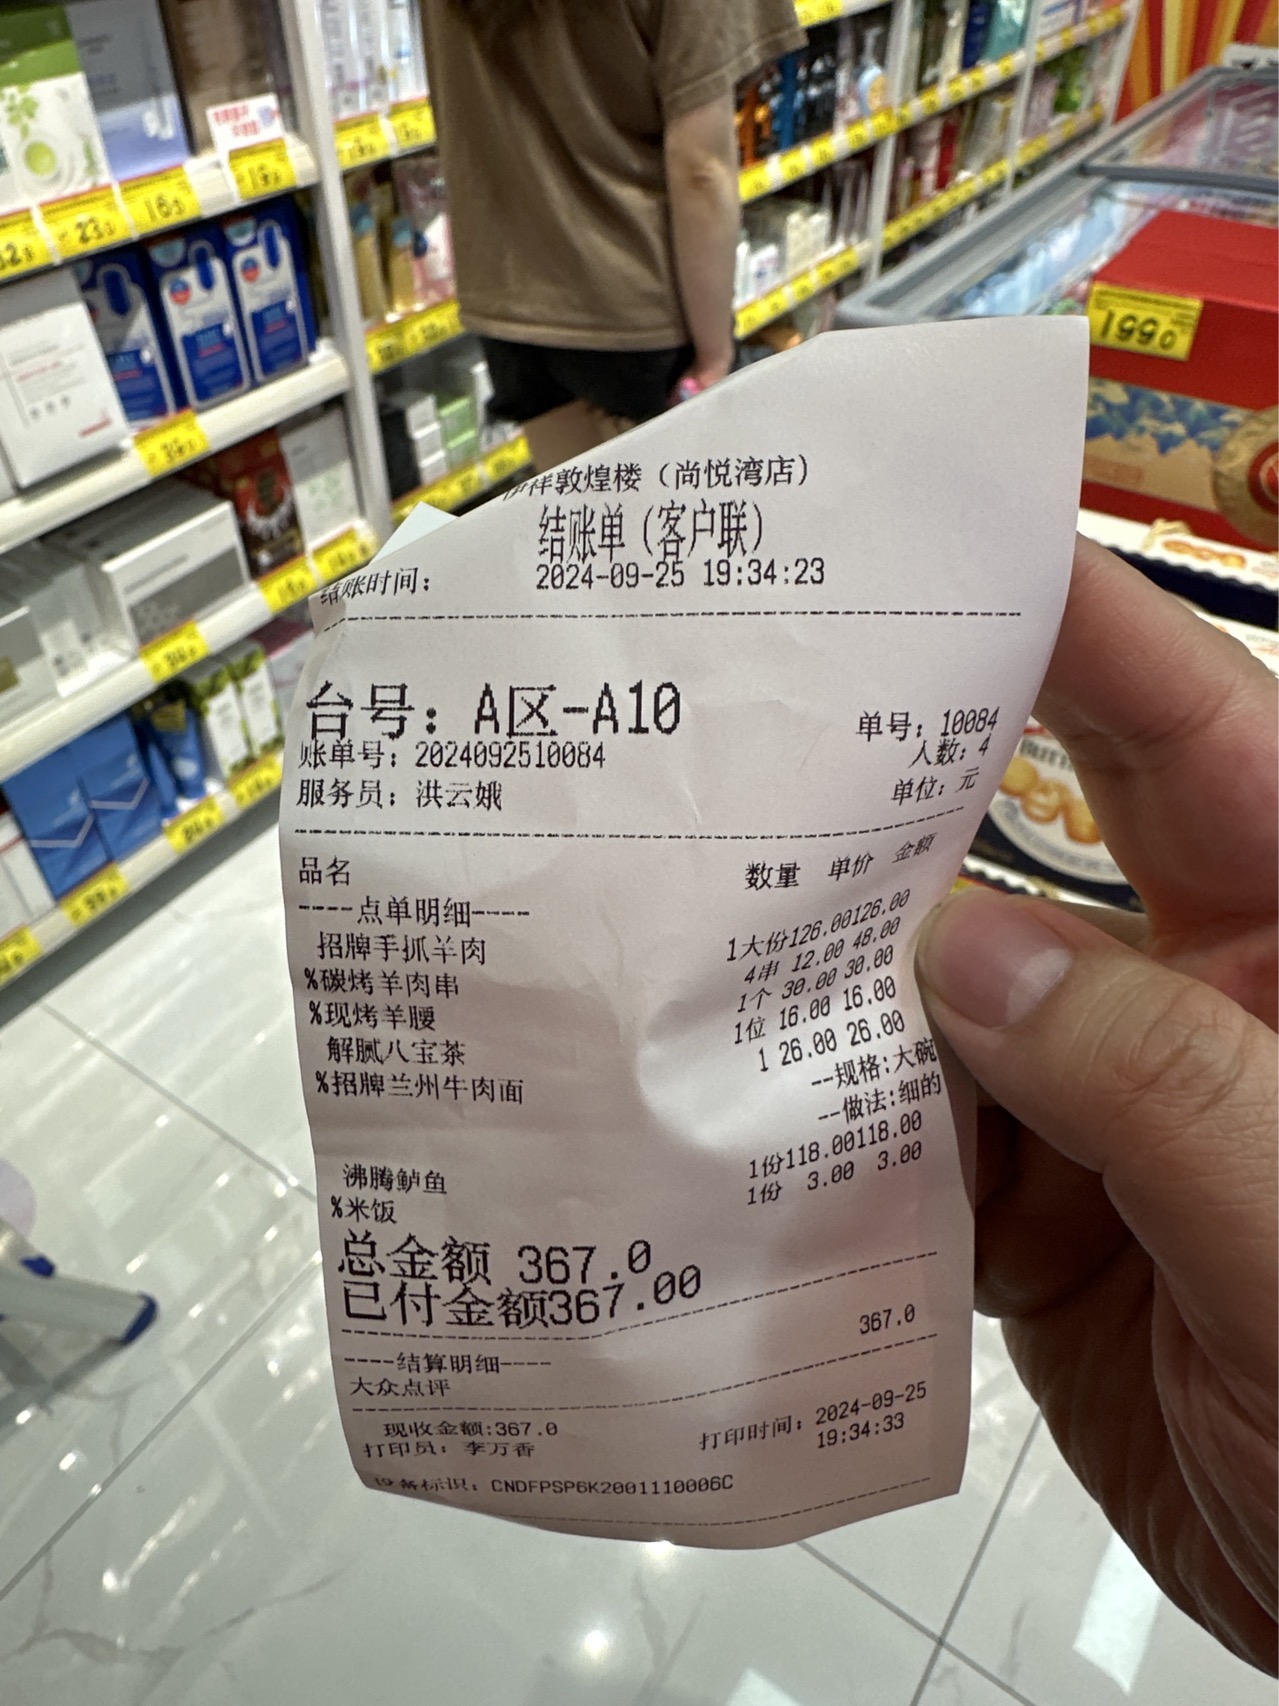 祥敦煌楼（尚悦湾店）
结账单（客户联）
结账时间： 2024-09-25 19:34:23
台号：A区-A10
单号：10084
账单号：2024092510084
人数：4
服务员：洪云娥
单位：元
品名 数量 单价 金额
----点单明细----
招牌手抓羊肉 1大份126.00126.00
%碳烤羊肉串 4串 12.00 48.00
%现烤羊腰 1个 30.00 30.00
解腻八宝茶 1位 16.00 16.00
%招牌兰州牛肉面 1 26.00 26.00
--规格:大碗
--做法:细的
沸腾鲈鱼 1份118.00118.00
%米饭 1份 3.00 3.00
总金额 367.0
已付金额367.00
----结算明细----
大众点评 367.0
现收金额:367.0
打印员：李万香 打印时间：2024-09-25
19:34:33
设备标识：CNDFPSP6K2001110006C
1990